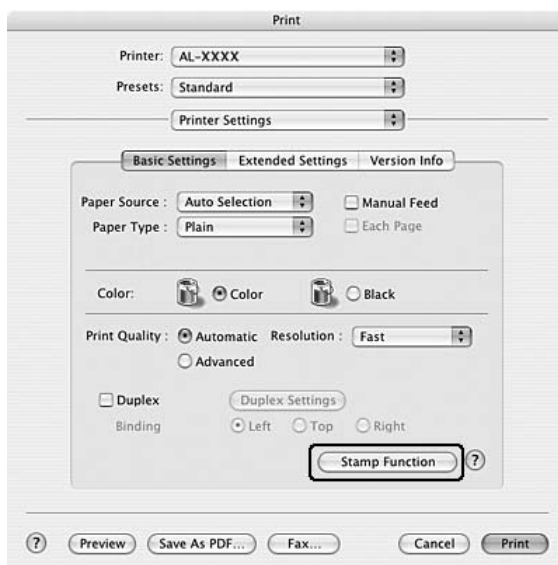 Print
Printer: AL-XXXX
Presets: Standard
Printer Settings
Basic Settings Extended Settings Version Info
Paper Source : Auto Selection Manual Feed
Paper Type : Plain Each Page
Color: Color Black
Print Quality : Automatic Resolution : Fast
Advanced
Duplex Duplex Settings
Binding Left Top Right
Stamp Function ?
? Preview Save As PDF... Fax... Cancel Print